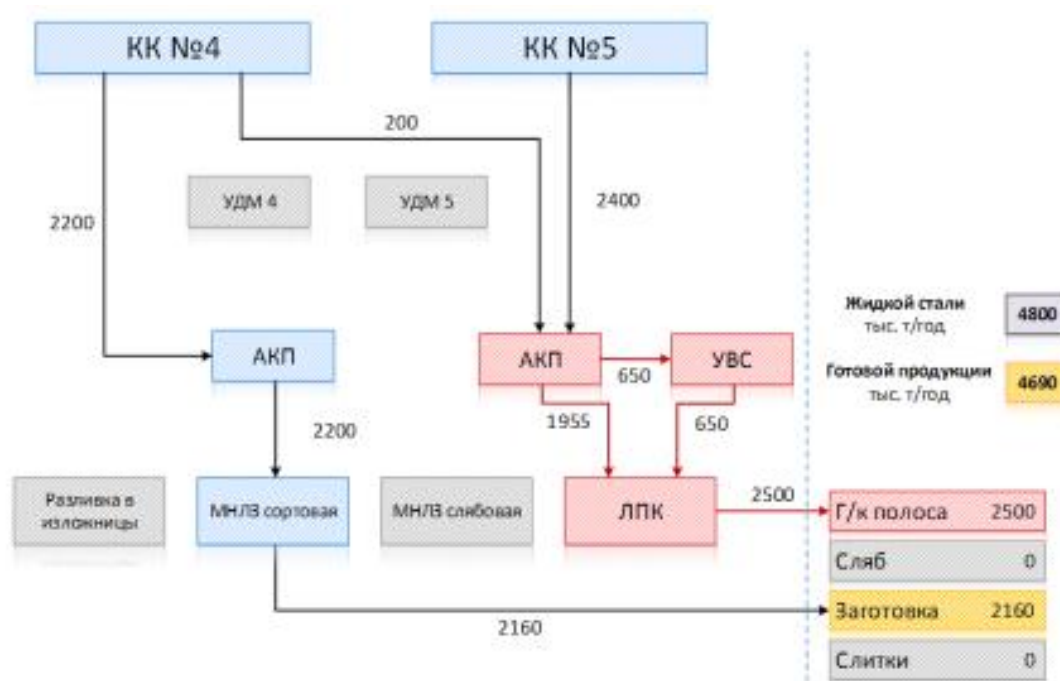 КК №4
КК №5
200
УДМ 4
УДМ 5
2200
2400
Жидкой стали
тыс. т/год
4800
АКП
АКП
650
УВС
Готовой продукции
тыс. т/год
4690
2200
1955
650
Разливка в
изложницы
МНЛЗ сортовая
МНЛЗ слябовая
ЛПК
2500
Г/к полоса 2500
Сляб 0
Заготовка 2160
2160
Слитки 0